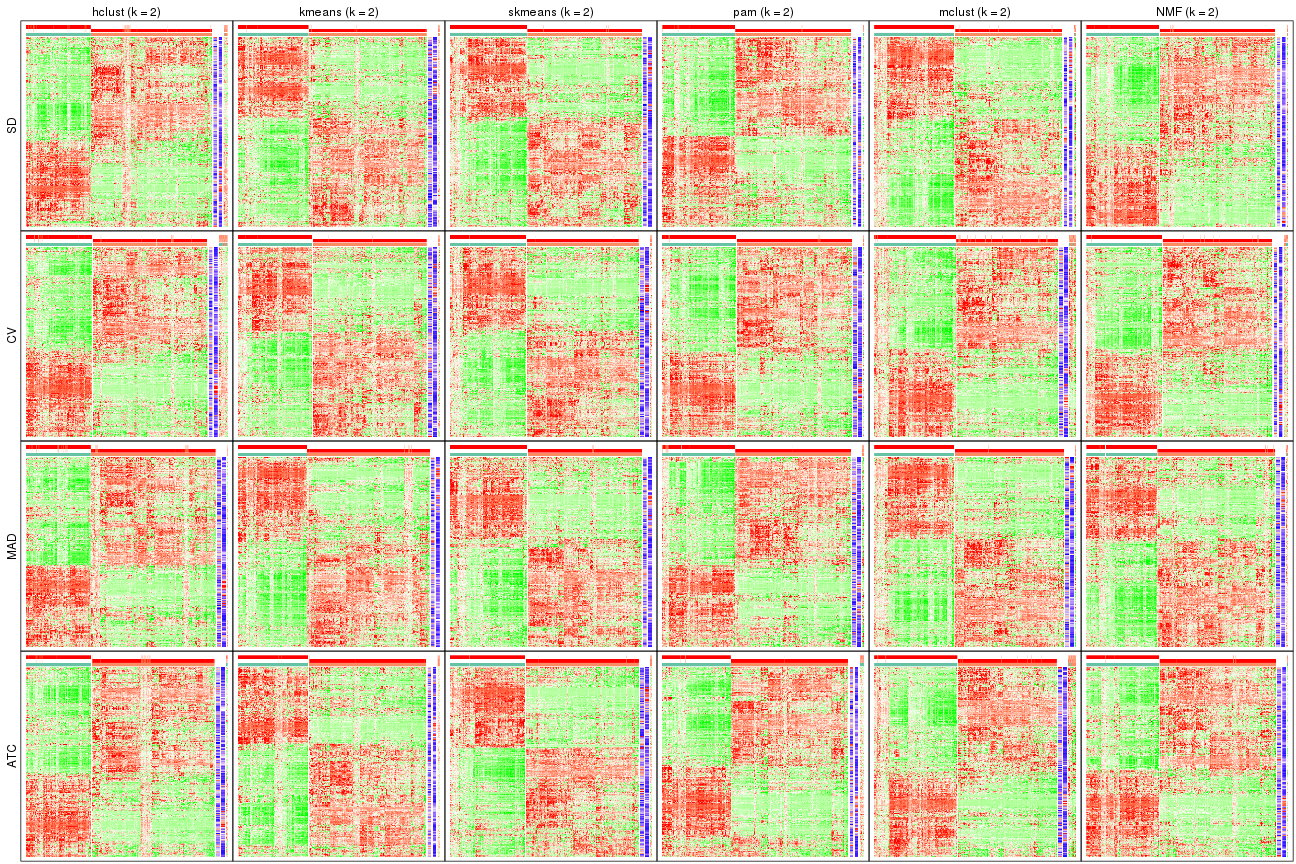 hclust (k = 2)
kmeans (k = 2)
skmeans (k = 2)
pam (k = 2)
mclust (k = 2)
NMF (k = 2)
SD
CV
MAD
ATC